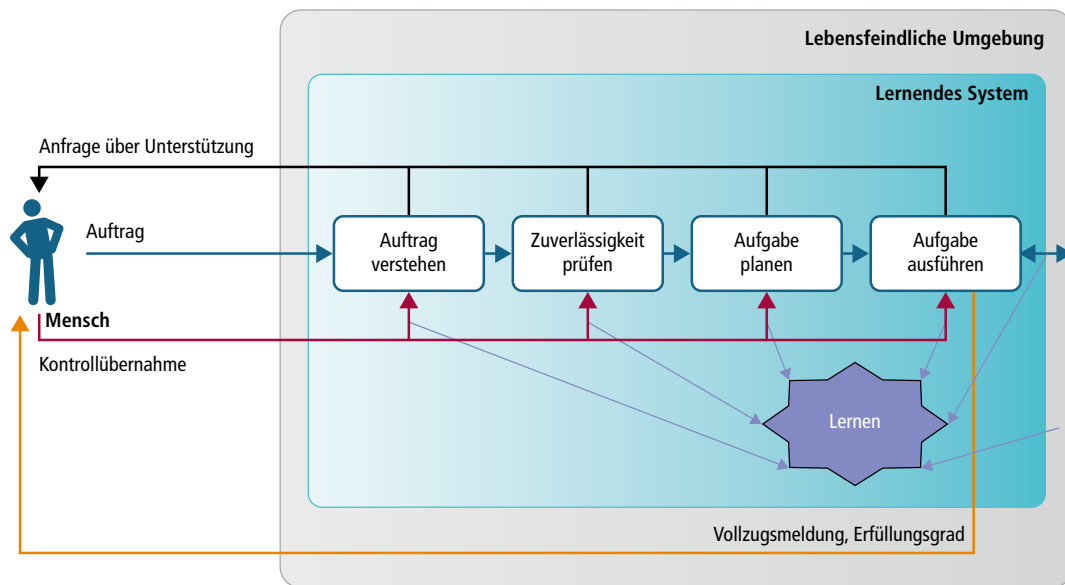 Lebensfeindliche Umgebung
Lernendes System
Anfrage über Unterstützung
Auftrag
Auftrag
verstehen
Zuverlässigkeit
prüfen
Aufgabe
planen
Aufgabe
ausführen
Mensch
Kontrollübernahme
Lernen
Vollzugsmeldung, Erfüllungsgrad